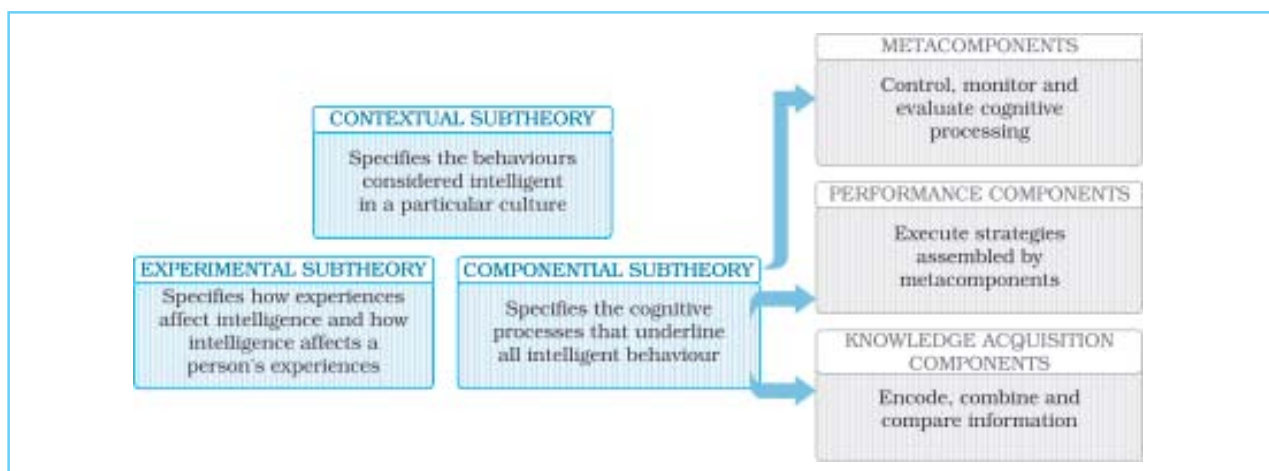 CONTEXTUAL SUBTHEORY
Specifies the behaviours
considered intelligent
in a particular culture
EXPERIMENTAL SUBTHEORY
Specifies how experiences
affect intelligence and how
intelligence affects a
person's experiences
COMPONENTIAL SUBTHEORY
Specifies the cognitive
processes that underline
all intelligent behaviour
METACOMPONENTS
Control, monitor and
evaluate cognitive
processing
PERFORMANCE COMPONENTS
Execute strategies
assembled by
metacomponents
KNOWLEDGE ACQUISITION
COMPONENTS
Encode, combine and
compare information